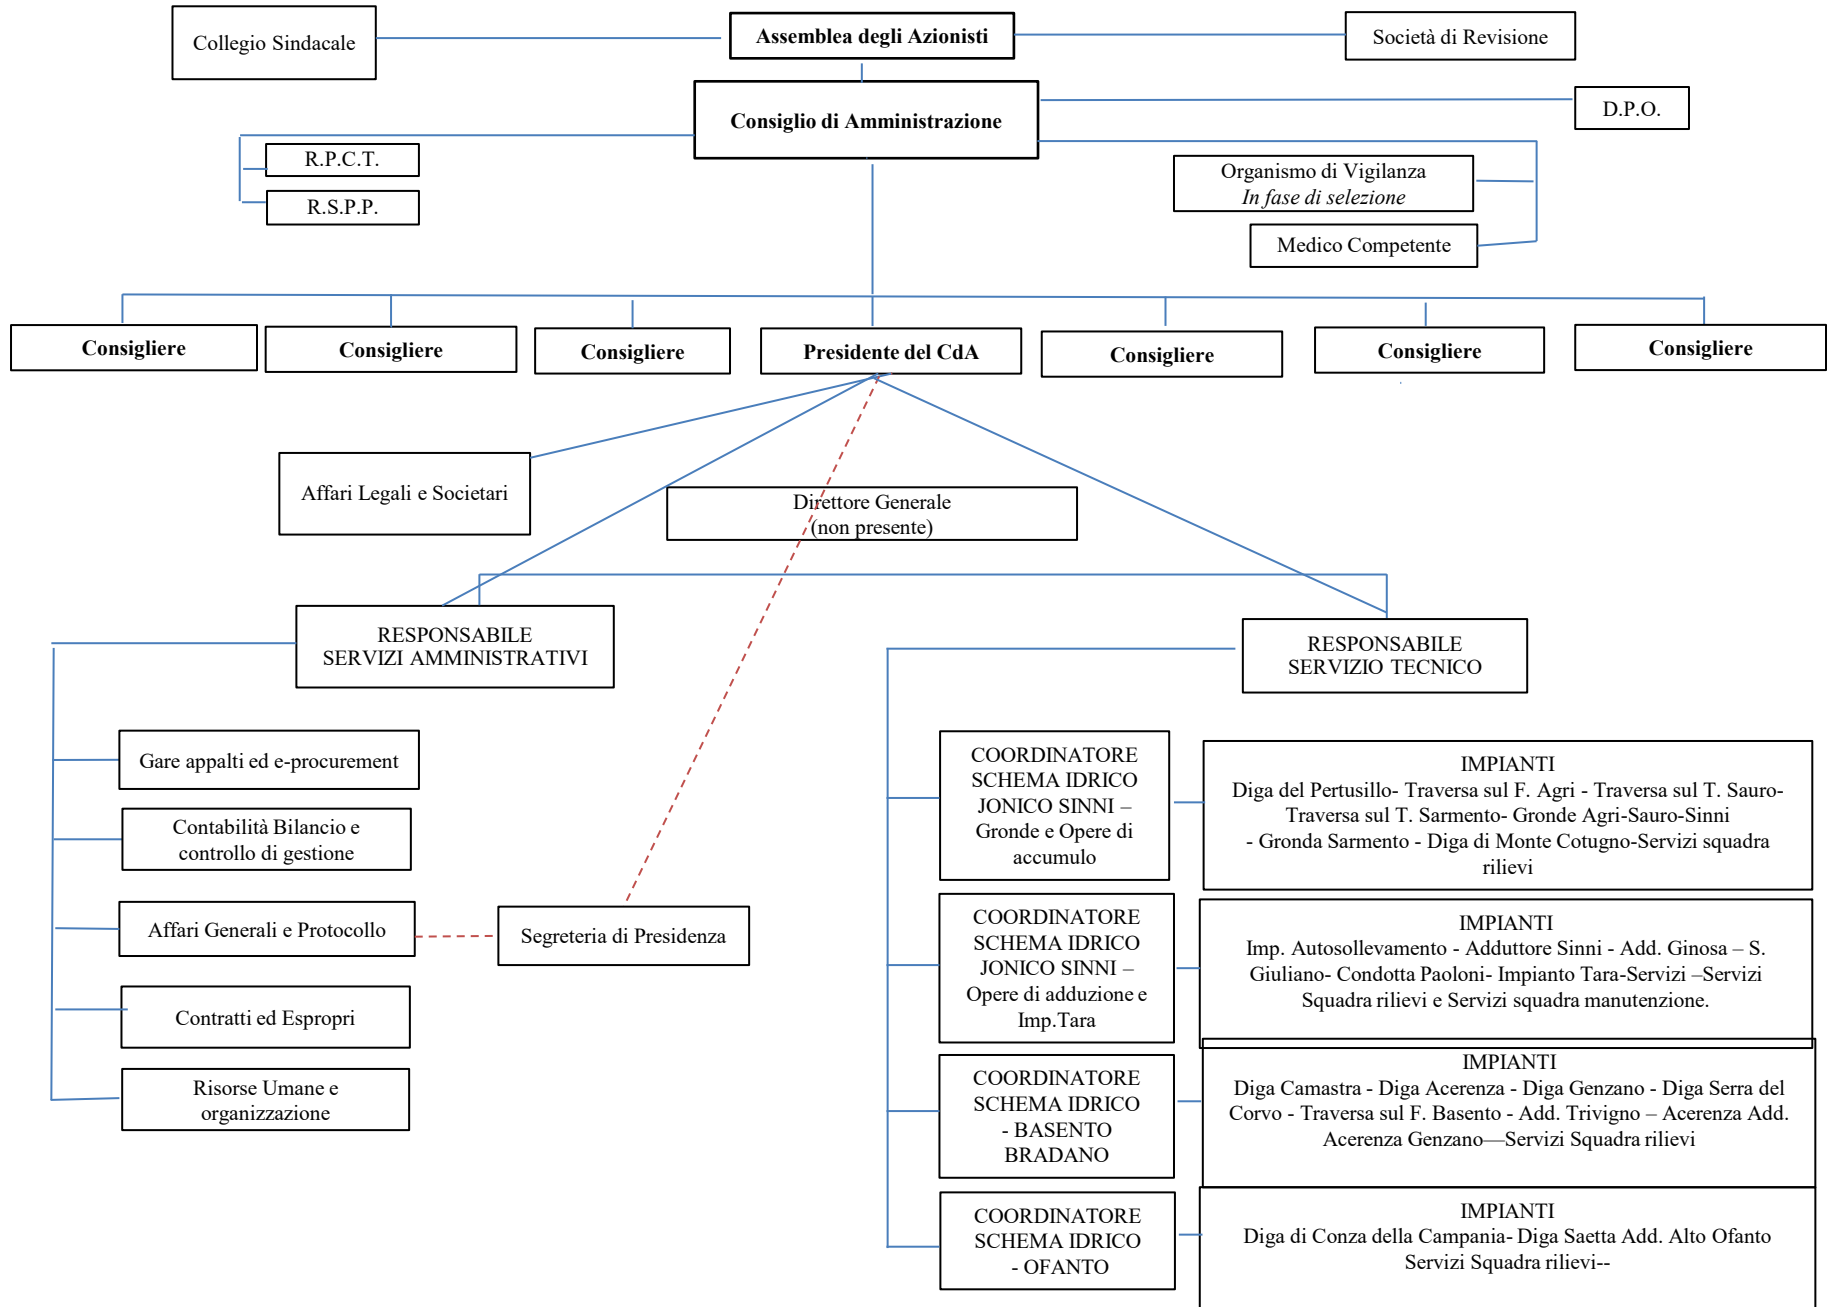 Collegio Sindacale
Assemblea degli Azionisti
Società di Revisione
Consiglio di Amministrazione
D.P.O.
R.P.C.T.
R.S.P.P.
Organismo di Vigilanza
In fase di selezione
Medico Competente
Consigliere
Consigliere
Consigliere
Presidente del CdA
Consigliere
Consigliere
Consigliere
Affari Legali e Societari
Direttore Generale
(non presente)
RESPONSABILE
SERVIZI AMMINISTRATIVI
RESPONSABILE
SERVIZIO TECNICO
Gare appalti ed e-procurement
Contabilità Bilancio e
controllo di gestione
Affari Generali e Protocollo
Segreteria di Presidenza
Contratti ed Espropri
Risorse Umane e
organizzazione
COORDINATORE
SCHEMA IDRICO
JONICO SINNI –
Gronde e Opere di
accumulo
IMPIANTI
Diga del Pertusillo- Traversa sul F. Agri - Traversa sul T. Sauro-
Traversa sul T. Sarmento- Gronde Agri-Sauro-Sinni
- Gronda Sarmento - Diga di Monte Cotugno-Servizi squadra
rilievi
COORDINATORE
SCHEMA IDRICO
JONICO SINNI –
Opere di adduzione e
Imp.Tara
IMPIANTI
Imp. Autosollevamento - Adduttore Sinni - Add. Ginosa – S.
Giuliano- Condotta Paoloni- Impianto Tara-Servizi –Servizi
Squadra rilievi e Servizi squadra manutenzione.
COORDINATORE
SCHEMA IDRICO
- BASENTO
BRADANO
IMPIANTI
Diga Camastra - Diga Acerenza - Diga Genzano - Diga Serra del
Corvo - Traversa sul F. Basento - Add. Trivigno – Acerenza Add.
Acerenza Genzano—Servizi Squadra rilievi
COORDINATORE
SCHEMA IDRICO
- OFANTO
IMPIANTI
Diga di Conza della Campania- Diga Saetta Add. Alto Ofanto
Servizi Squadra rilievi--